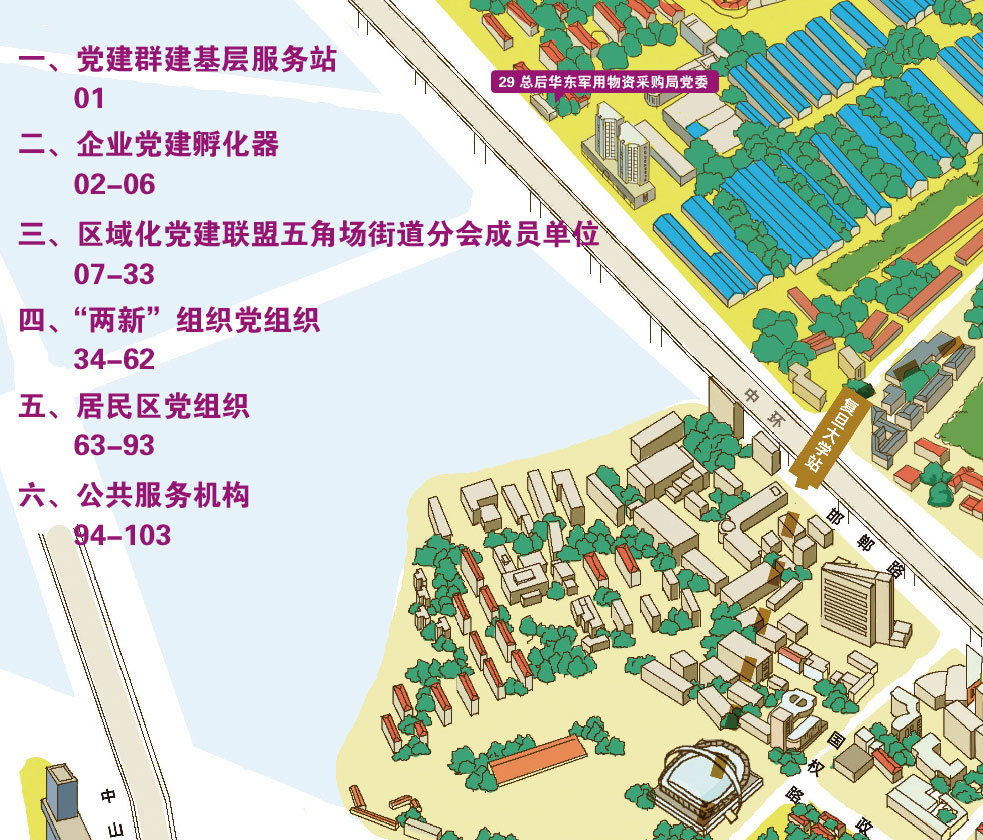 一、党建群建基层服务站
01
二、企业党建孵化器
02–06
三、区域化党建联盟五角场街道分会成员单位
07–33
四、“两新”组织党组织
34–62
五、居民区党组织
63–93
六、公共服务机构
94–103
29 总后华东军用物资采购局党委
中环
复旦大学站
邯郸路
国权路
政
中山